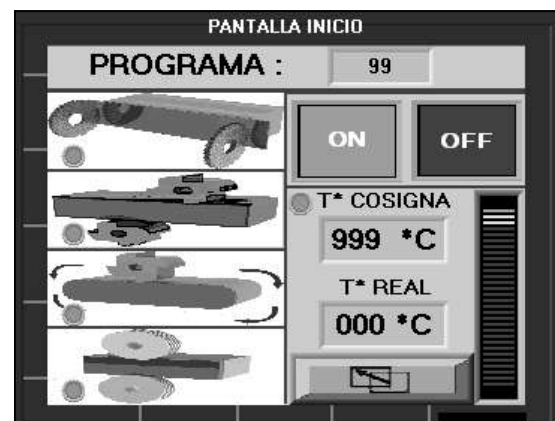 PANTALLA INICIO
PROGRAMA : 99
ON OFF
T* COSIGNA
999 *C
T* REAL
000 *C